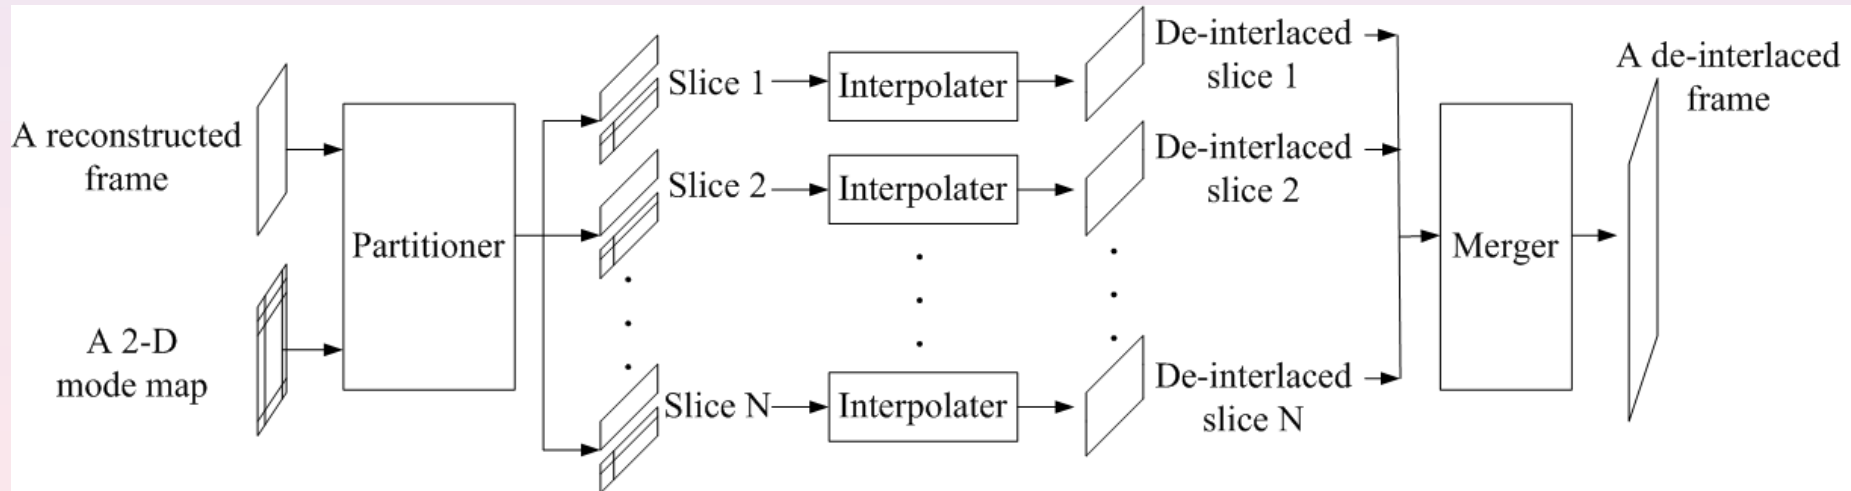 A reconstructed
frame
A 2-D
mode map
Partitioner
Slice 1
Slice 2
Slice N
Interpolater
Interpolater
Interpolater
De-interlaced
slice 1
De-interlaced
slice 2
De-interlaced
slice N
Merger
A de-interlaced
frame